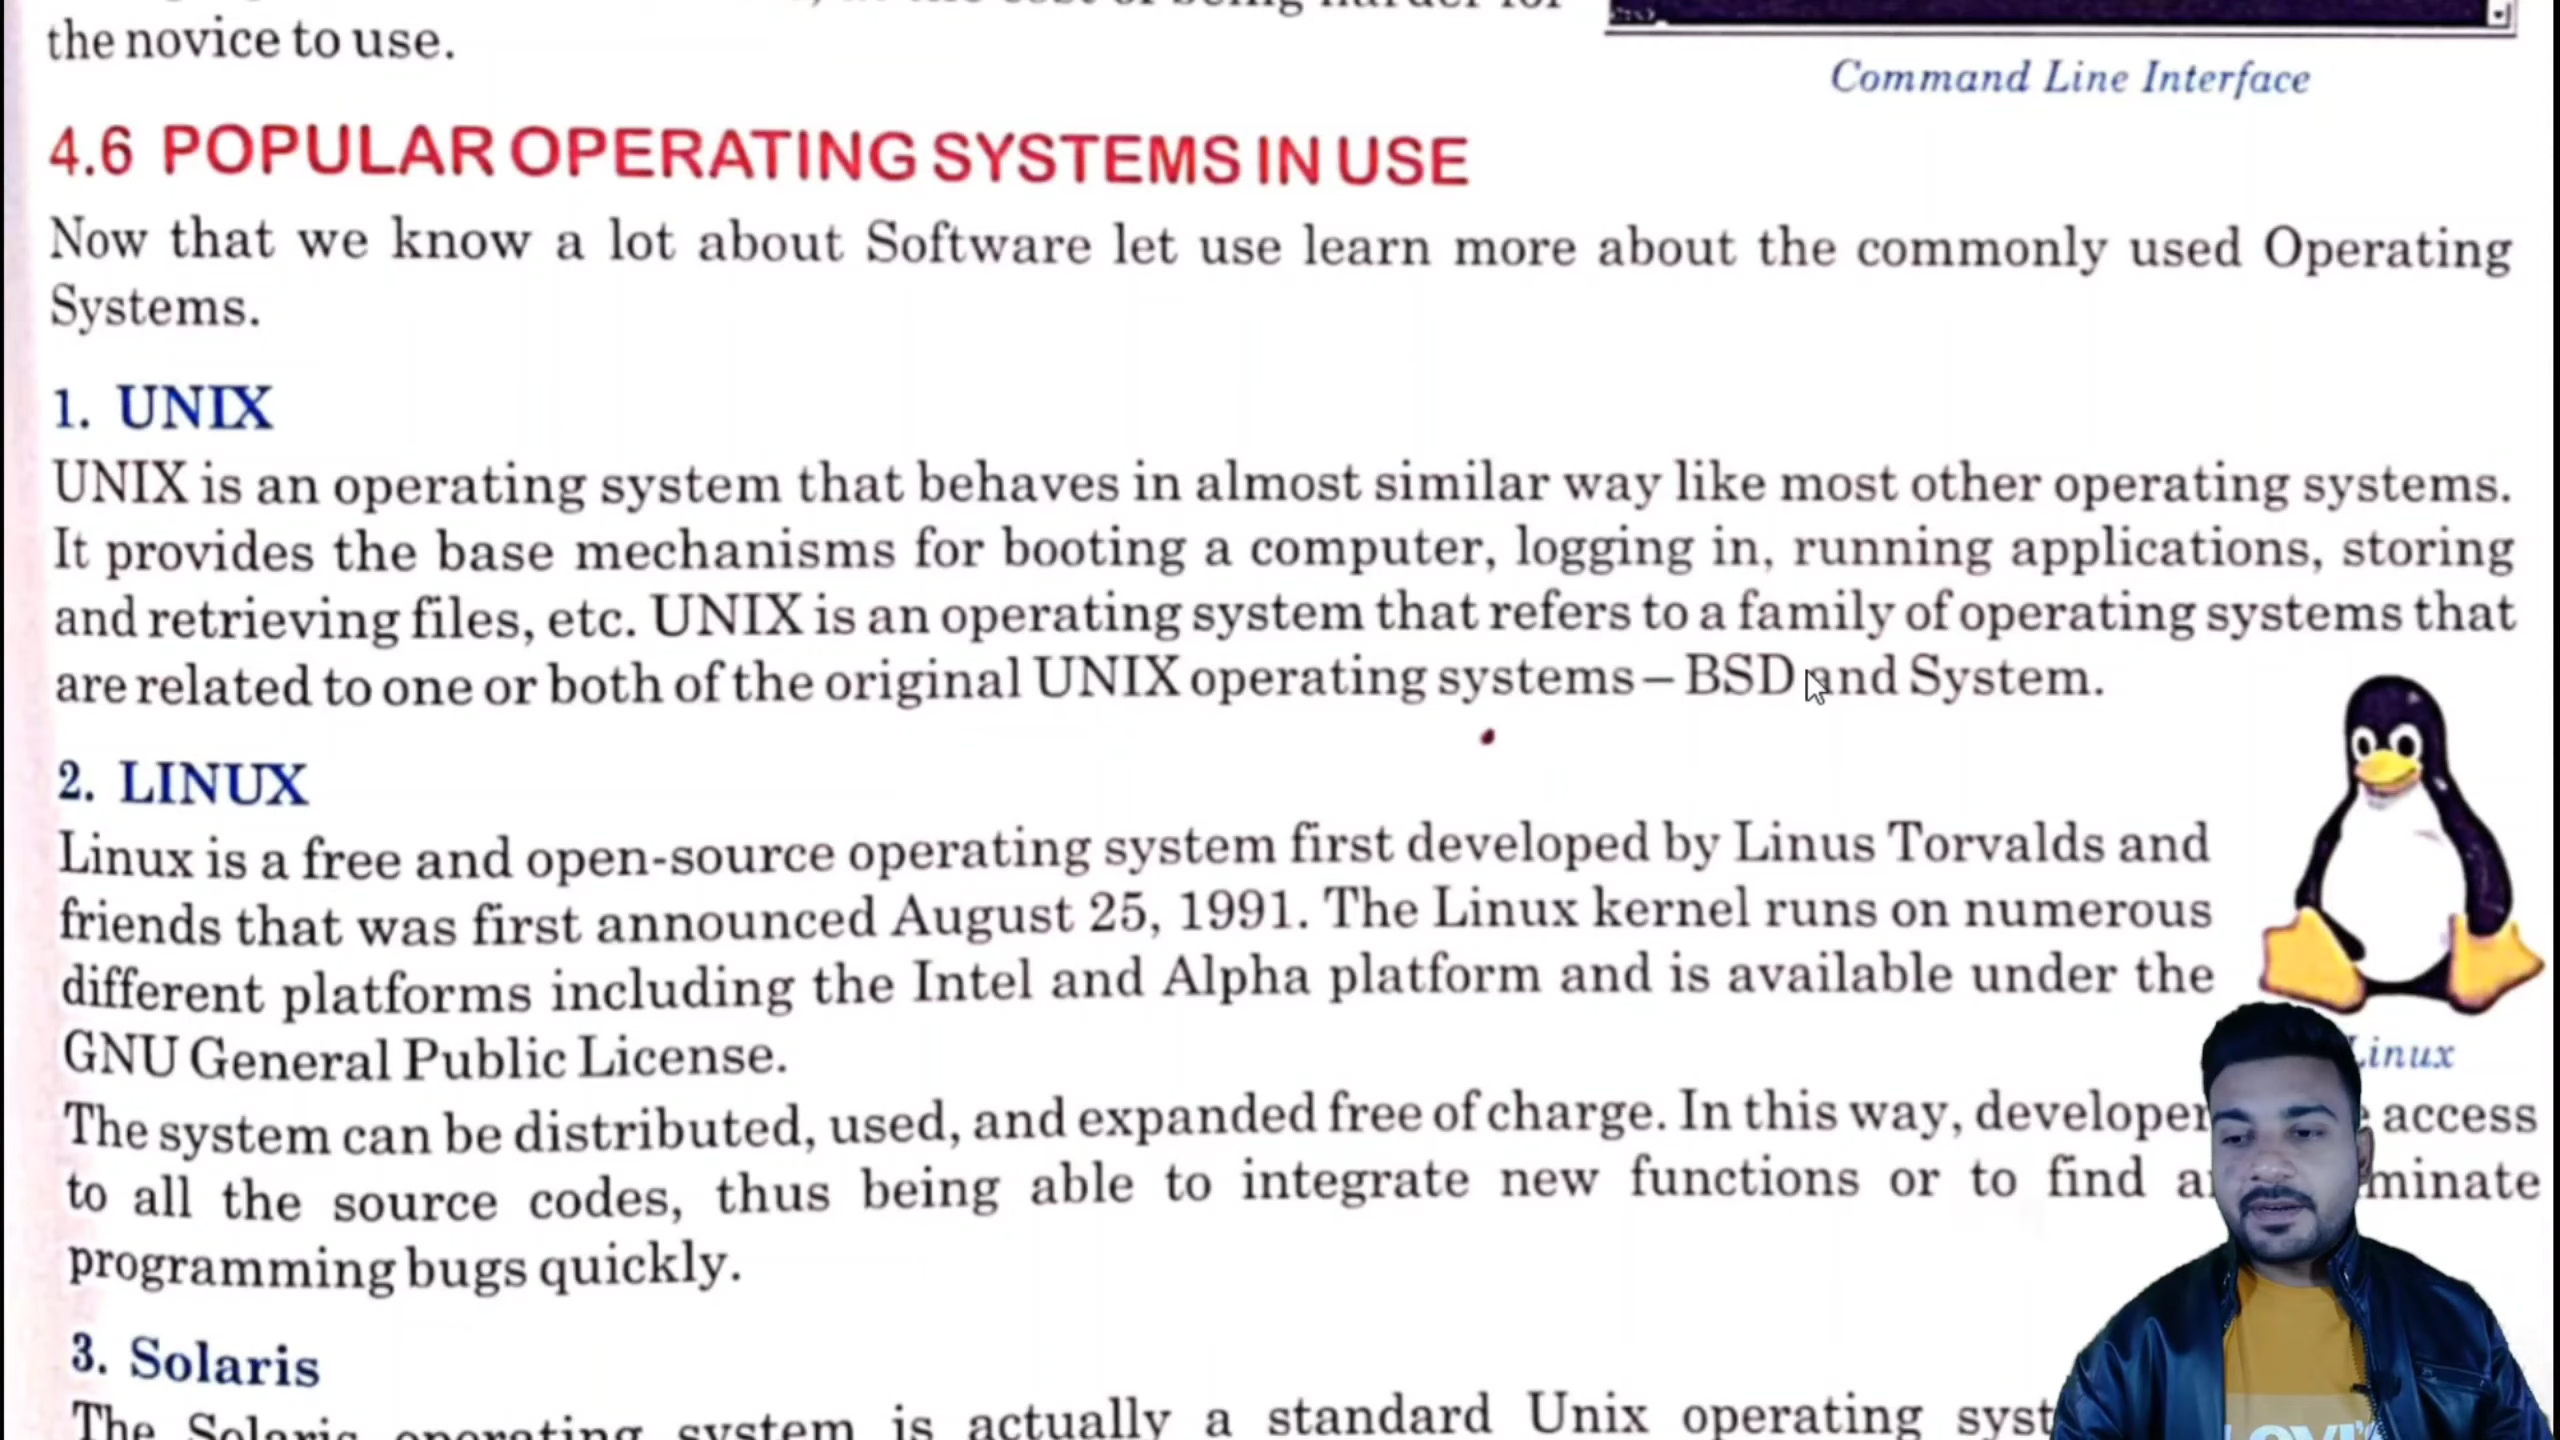 the novice to use.
Command Line Interface
4.6 POPULAR OPERATING SYSTEMS IN USE
Now that we know a lot about Software let use learn more about the commonly used Operating
Systems.
1. UNIX
UNIX is an operating system that behaves in almost similar way like most other operating systems.
It provides the base mechanisms for booting a computer, logging in, running applications, storing
and retrieving files, etc. UNIX is an operating system that refers to a family of operating systems that
are related to one or both of the original UNIX operating systems – BSD and System.
2. LINUX
Linux is a free and open-source operating system first developed by Linus Torvalds and
friends that was first announced August 25, 1991. The Linux kernel runs on numerous
different platforms including the Intel and Alpha platform and is available under the
GNU General Public License.
Linux
The system can be distributed, used, and expanded free of charge. In this way, developer access
to all the source codes, thus being able to integrate new functions or to find
programming bugs quickly.
3. Solaris
The Solaris operating system is actually a standard Unix operating